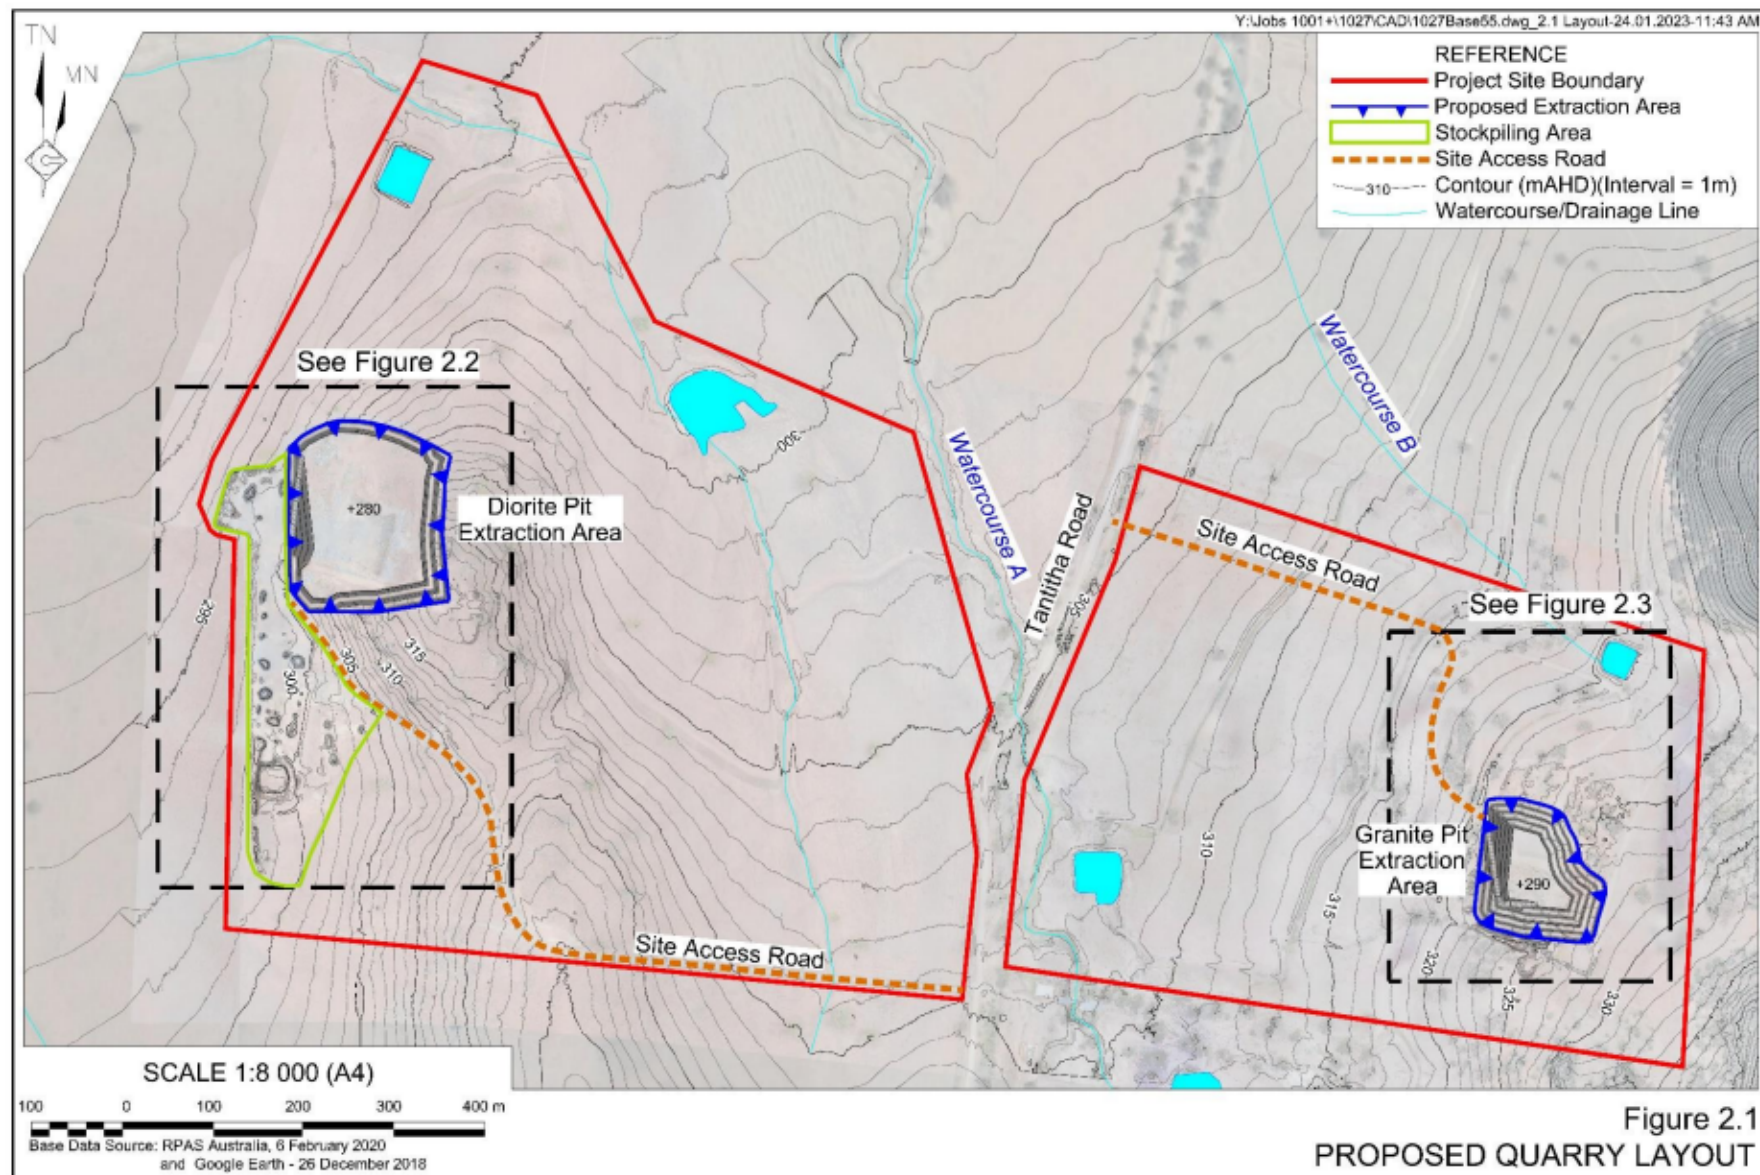 Y:\Jobs 1001+\1027\CAD\1027Base55.dwg_2.1 Layout-24.01.2023-11:43 AM
TN
MN
REFERENCE
Project Site Boundary
Proposed Extraction Area
Stockpiling Area
Site Access Road
310 Contour (mAHD)(Interval = 1m)
Watercourse/Drainage Line
See Figure 2.2
Diorite Pit
Extraction Area
+280
295
300
305
310
315
300
Watercourse A
Tantitha Road
305
Watercourse B
Site Access Road
See Figure 2.3
Granite Pit
Extraction
Area
+290
310
315
320
325
330
Site Access Road
SCALE 1:8 000 (A4)
100 0 100 200 300 400 m
Base Data Source: RPAS Australia, 6 February 2020
and Google Earth - 26 December 2018
Figure 2.1
PROPOSED QUARRY LAYOUT